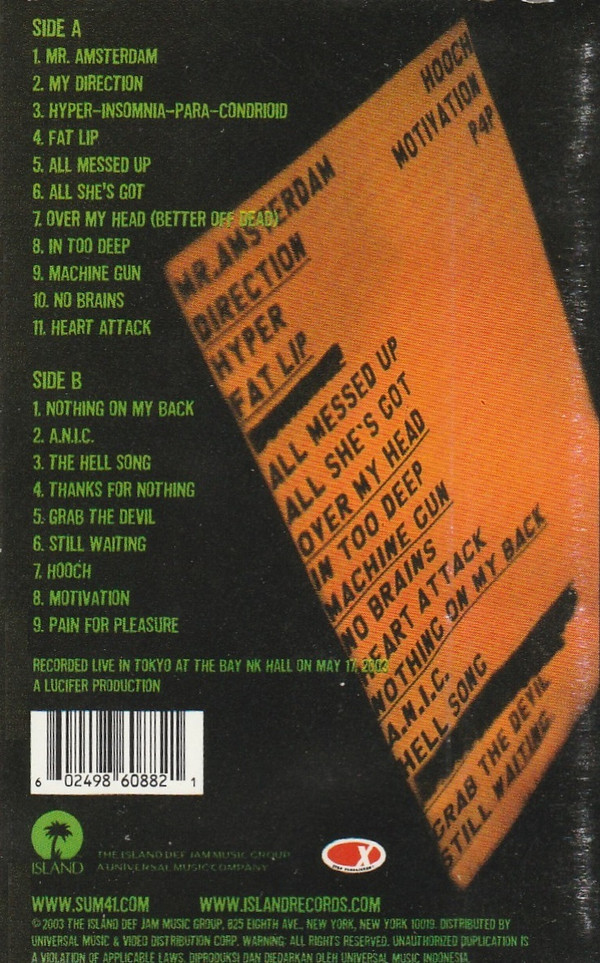 SIDE A
1. MR. AMSTERDAM
2. MY DIRECTION
3. HYPER-INSOMNIA-PARA-CONDRIOID
4. FAT LIP
5. ALL MESSED UP
6. ALL SHE'S GOT
7. OVER MY HEAD (BETTER OFF DEAD)
8. IN TOO DEEP
9. MACHINE GUN
10. NO BRAINS
11. HEART ATTACK
SIDE B
1. NOTHING ON MY BACK
2. A.N.I.C.
3. THE HELL SONG
4. THANKS FOR NOTHING
5. GRAB THE DEVIL
6. STILL WAITING
7. HOOCH
8. MOTIVATION
9. PAIN FOR PLEASURE
RECORDED LIVE IN TOKYO AT THE BAY NK HALL ON MAY 17, 2003
A LUCIFER PRODUCTION
MR.AMSTERDAM
DIRECTION
HYPER
FAT LIP
ALL MESSED UP
ALL SHE'S GOT
OVER MY HEAD
IN TOO DEEP
MACHINE GUN
NO BRAINS
HEART ATTACK
NOTHING ON MY BACK
A.N.I.C.
HELL SONG
GRAB THE DEVIL
STILL WAITING
HOOCH
MOTIVATION
P4P
6 02498 60882 1
ISLAND
THE ISLAND DEF JAM MUSIC GROUP
A UNIVERSAL MUSIC COMPANY
WWW.SUM41.COM WWW.ISLANDRECORDS.COM
© 2003 THE ISLAND DEF JAM MUSIC GROUP, 825 EIGHTH AVE., NEW YORK, NEW YORK 10019. DISTRIBUTED BY
UNIVERSAL MUSIC & VIDEO DISTRIBUTION CORP. WARNING: ALL RIGHTS RESERVED. UNAUTHORIZED DUPLICATION IS
A VIOLATION OF APPLICABLE LAWS. DIPRODUKSI DAN DIEDARKAN OLEH UNIVERSAL MUSIC INDONESIA.